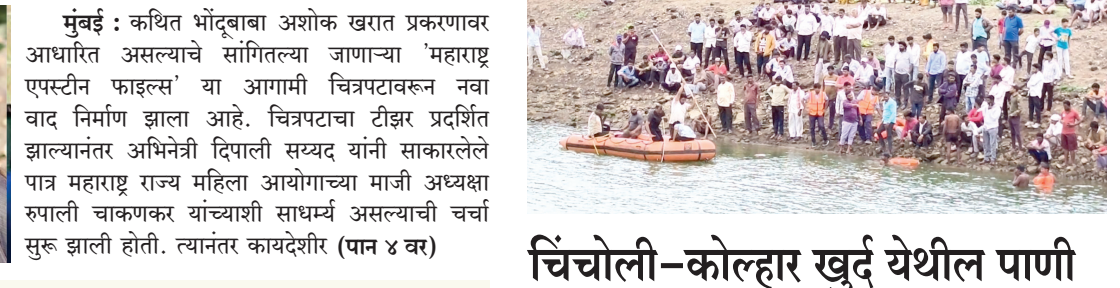 मुंबई : कथित भोंदूबाबा अशोक खरात प्रकरणावर
आधारित असल्याचे सांगितल्या जाणाऱ्या 'महाराष्ट्र
एपस्टीन फाइल्स' या आगामी चित्रपटावरून नवा
वाद निर्माण झाला आहे. चित्रपटाचा टीझर प्रदर्शित
झाल्यानंतर अभिनेत्री दिपाली सय्यद यांनी साकारलेले
पात्र महाराष्ट्र राज्य महिला आयोगाच्या माजी अध्यक्षा
रुपाली चाकणकर यांच्याशी साधर्म्य असल्याची चर्चा
सुरू झाली होती. त्यानंतर कायदेशीर (पान ४ वर)
चिंचोली-कोल्हार खुर्द येथील पाणी